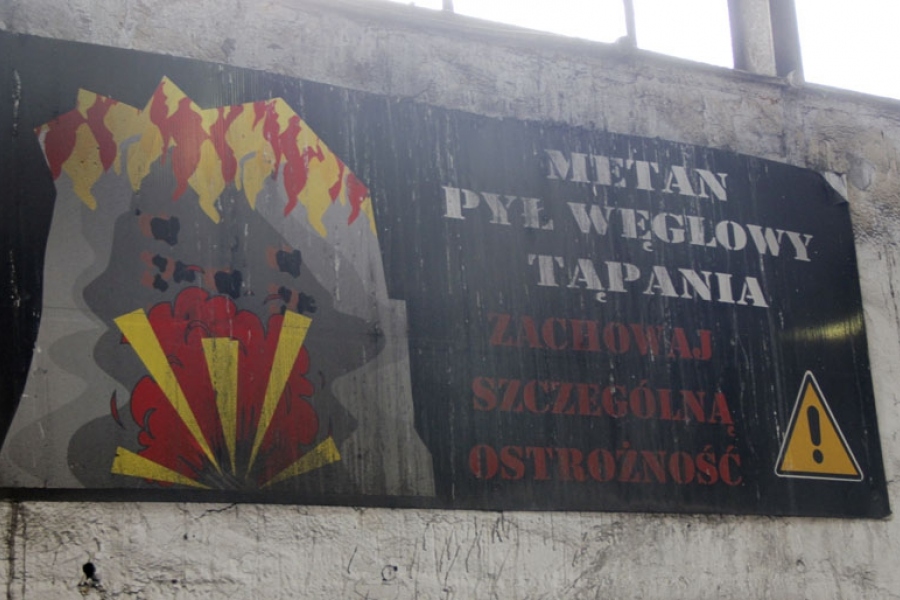 METAN
PYŁ WĘGLOWY
TĄPANIA
ZACHOWAJ
SZCZEGÓLNĄ
OSTROŻNOŚĆ
!